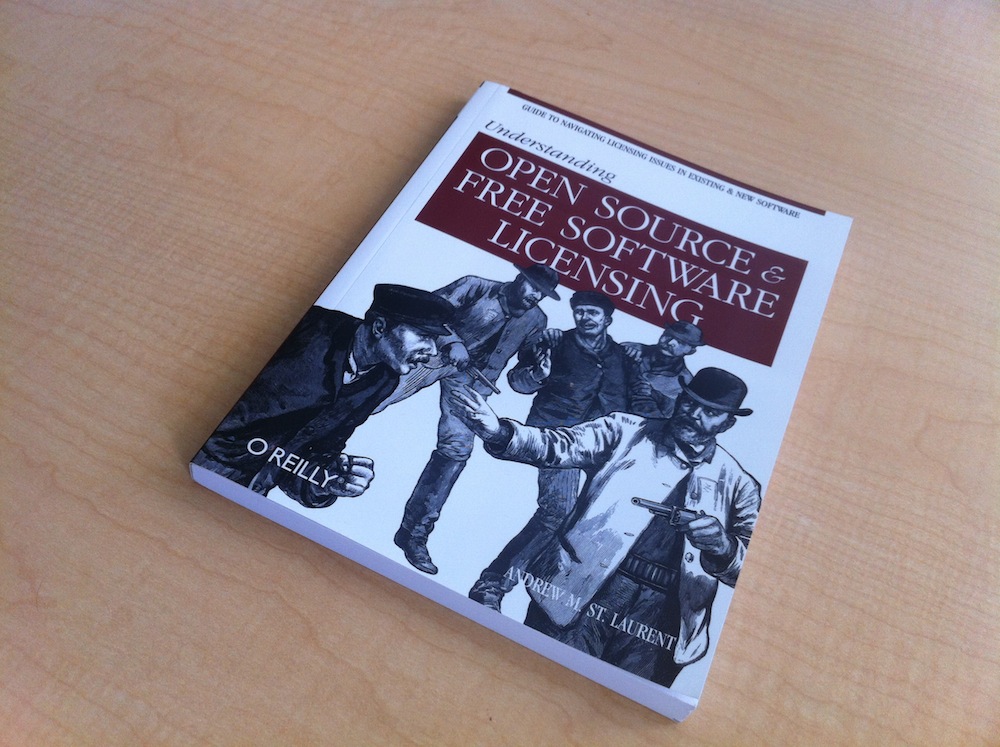 GUIDE TO NAVIGATING LICENSING ISSUES IN EXISTING & NEW SOFTWARE
Understanding
OPEN SOURCE &
FREE SOFTWARE
LICENSING
O'REILLY
ANDREW M. ST. LAURENT